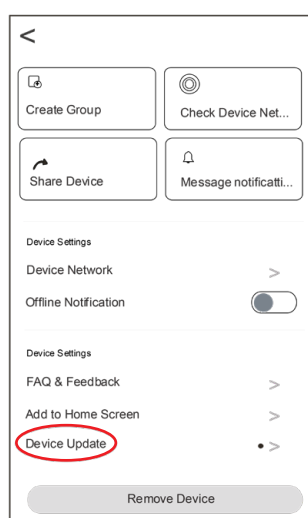 <
Create Group
Check Device Net...
Share Device
Message notificatti...
Device Settings
Device Network >
Offline Notification
Device Settings
FAQ & Feedback >
Add to Home Screen >
Device Update • >
Remove Device